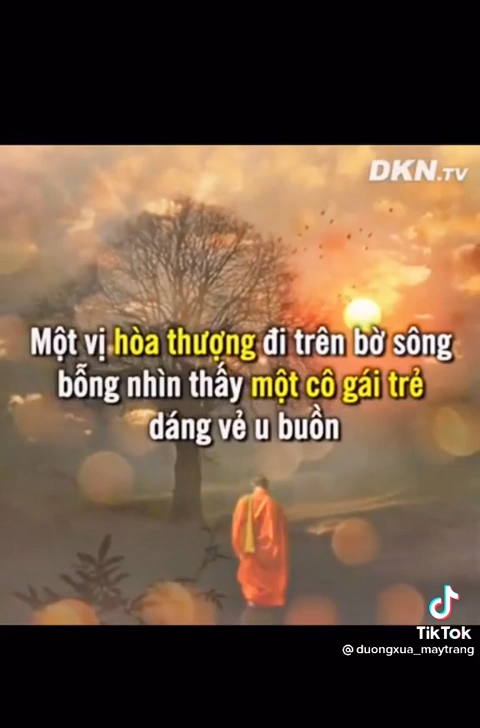 DKN.TV
Một vị hòa thượng đi trên bờ sông
bỗng nhìn thấy một cô gái trẻ
dáng vẻ u buồn
TikTok
@duongxua_maytrang